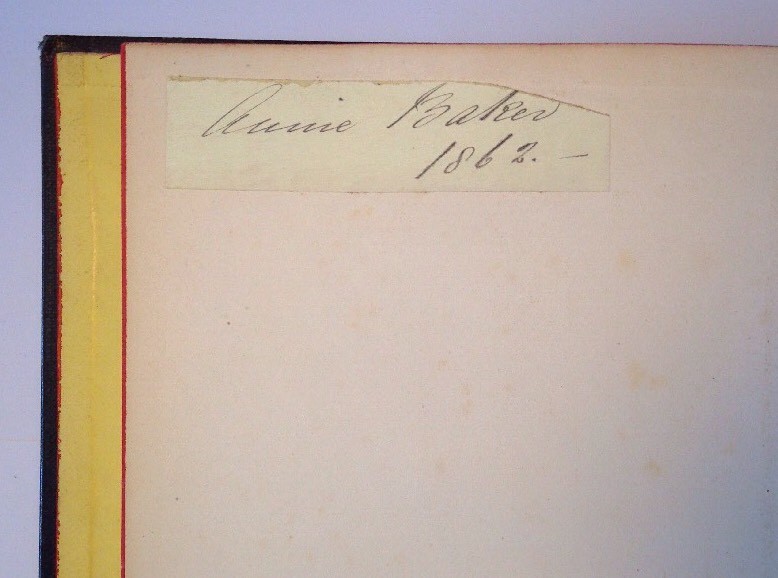 Annie Baker
1862. –